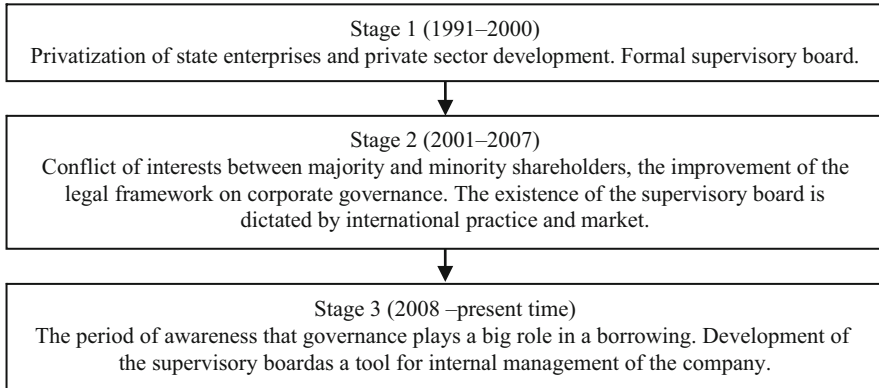 Stage 1 (1991–2000)
Privatization of state enterprises and private sector development. Formal supervisory board.
Stage 2 (2001–2007)
Conflict of interests between majority and minority shareholders, the improvement of the
legal framework on corporate governance. The existence of the supervisory board is
dictated by international practice and market.
Stage 3 (2008 –present time)
The period of awareness that governance plays a big role in a borrowing. Development of
the supervisory boardas a tool for internal management of the company.